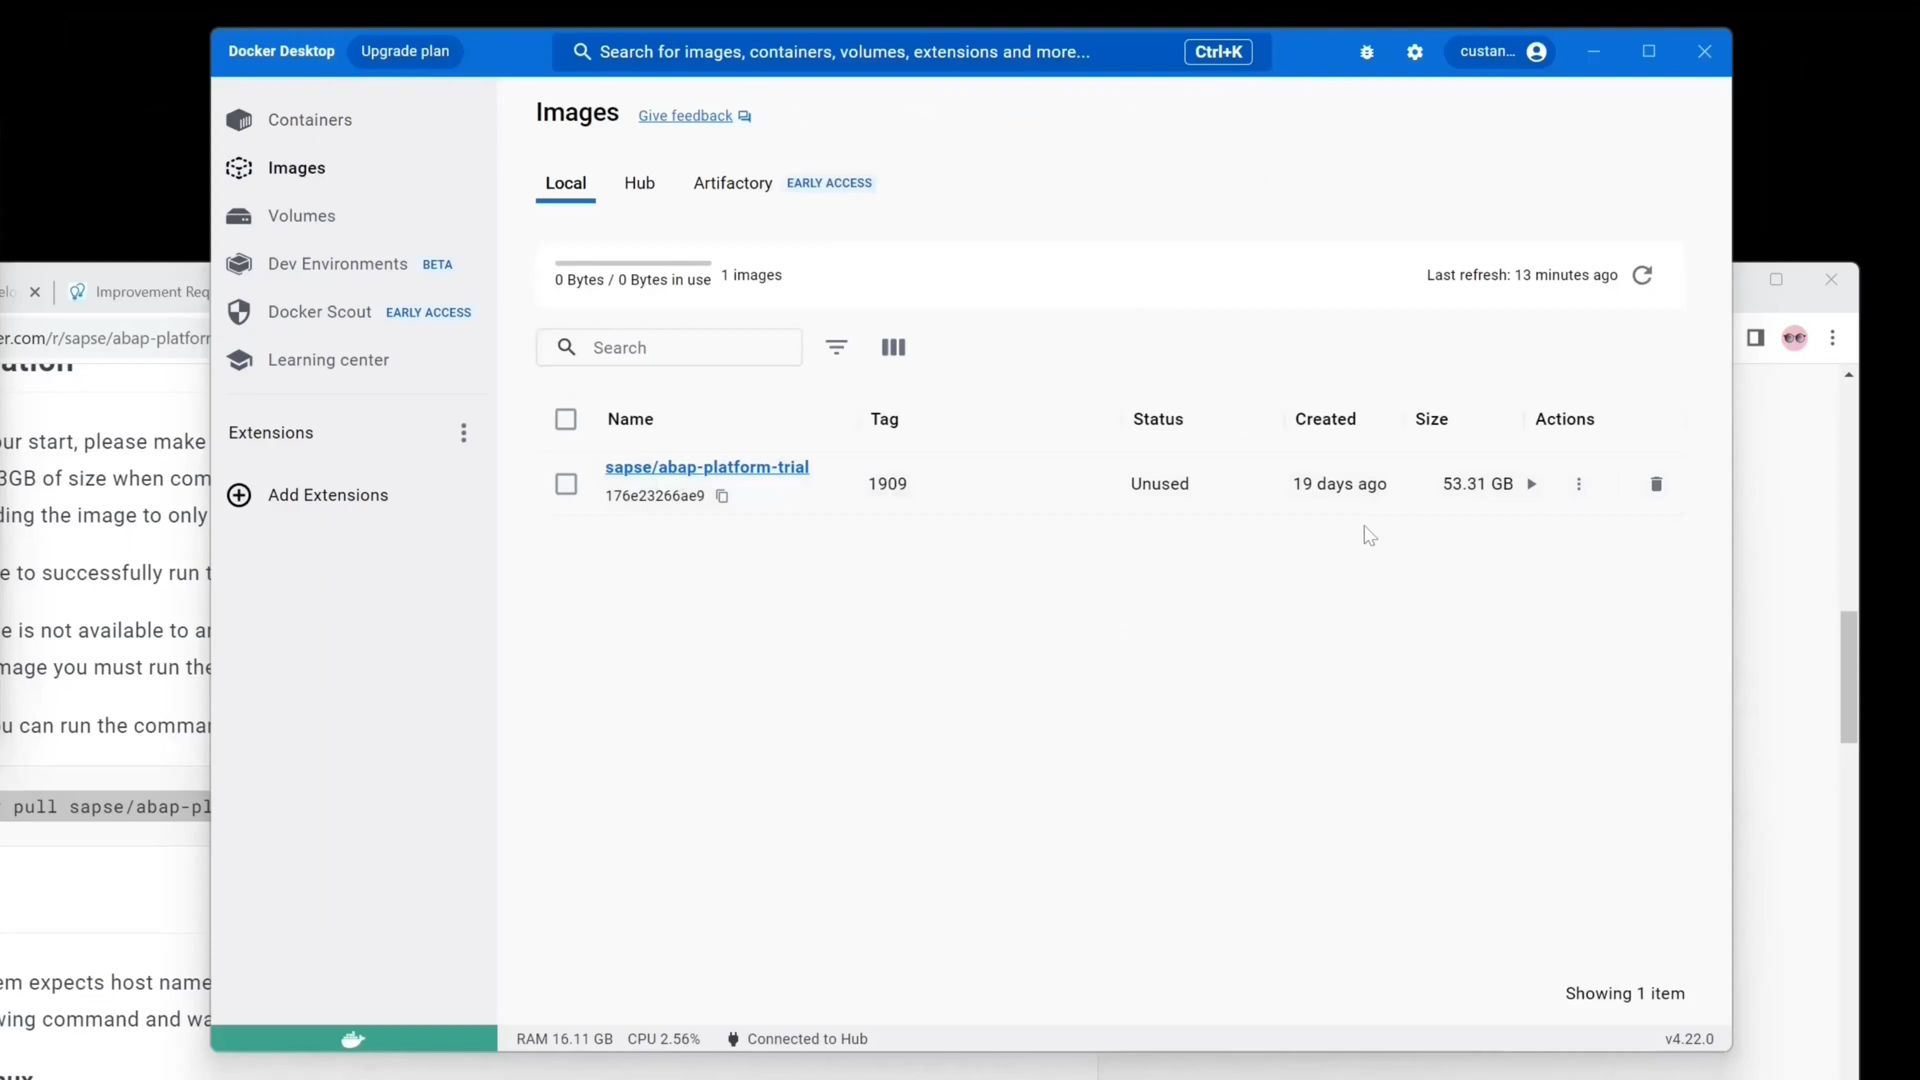 Docker Desktop
Upgrade plan
Search for images, containers, volumes, extensions and more...
Ctrl+K
custan...
Containers
Images
Volumes
Dev Environments BETA
Docker Scout EARLY ACCESS
Learning center
Extensions
Add Extensions
Images
Give feedback
Local
Hub
Artifactory EARLY ACCESS
0 Bytes / 0 Bytes in use
1 images
Last refresh: 13 minutes ago
Search
Name Tag Status Created Size Actions
sapse/abap-platform-trial
176e23266ae9
1909
Unused
19 days ago
53.31 GB
Showing 1 item
RAM 16.11 GB CPU 2.56% Connected to Hub
v4.22.0
Improvement Req
er.com/r/sapse/abap-platfor
our start, please make
3GB of size when com
ding the image to only
e to successfully run
e is not available to
mage you must run the
u can run the comma
pull sapse/abap-pl
em expects host name
wing command and wa